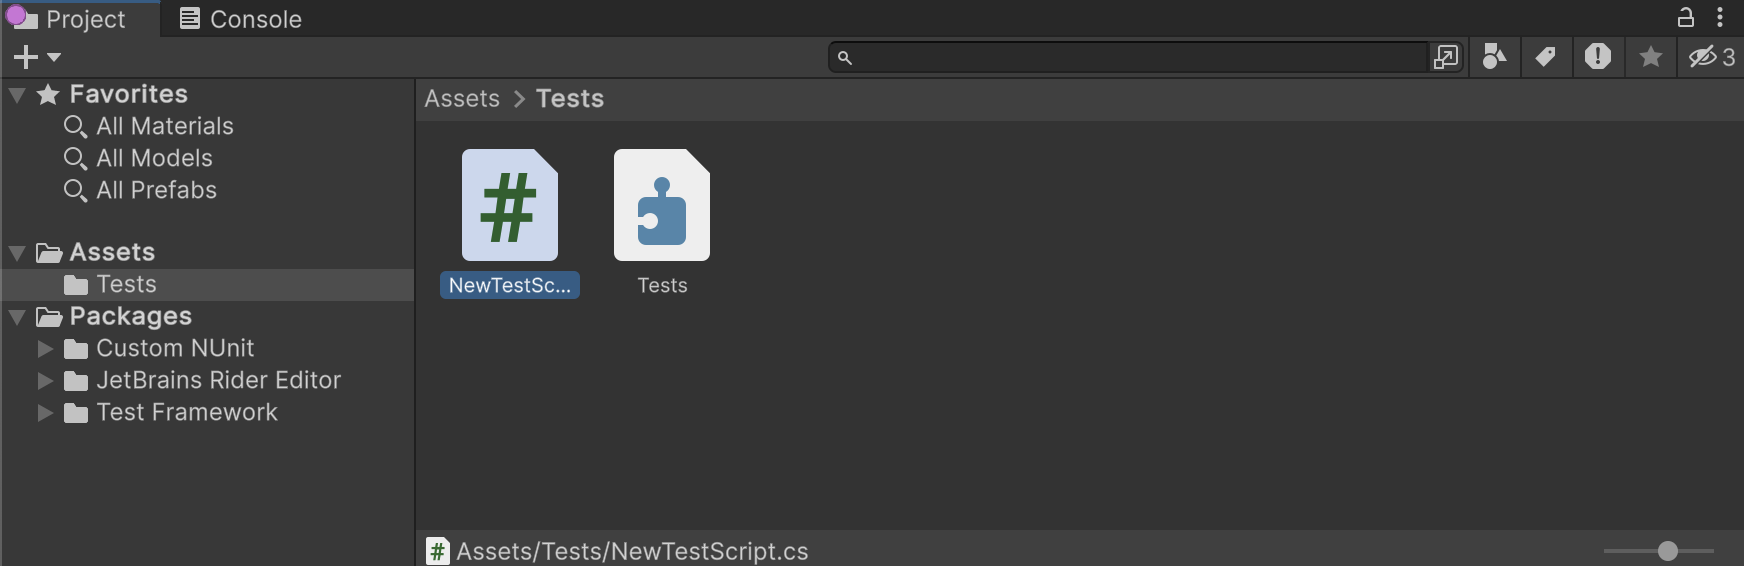 Project
Console
3
Favorites
All Materials
All Models
All Prefabs
Assets
Tests
Packages
Custom NUnit
JetBrains Rider Editor
Test Framework
Assets > Tests
#
NewTestSc...
Tests
# Assets/Tests/NewTestScript.cs